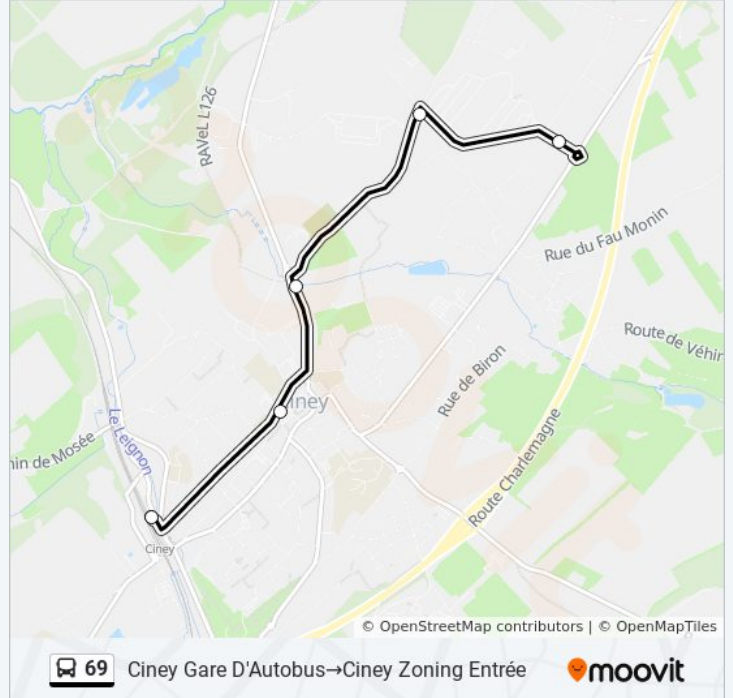 RAVeL L126
Rue du Fau Monin
Route de Véhir
Rue de Biron
iney
Le Leignon
nin de Mosée
Route Charlemagne
Ciney
© OpenStreetMap contributors | © OpenMapTiles
69 Ciney Gare D'Autobus→Ciney Zoning Entrée moovit